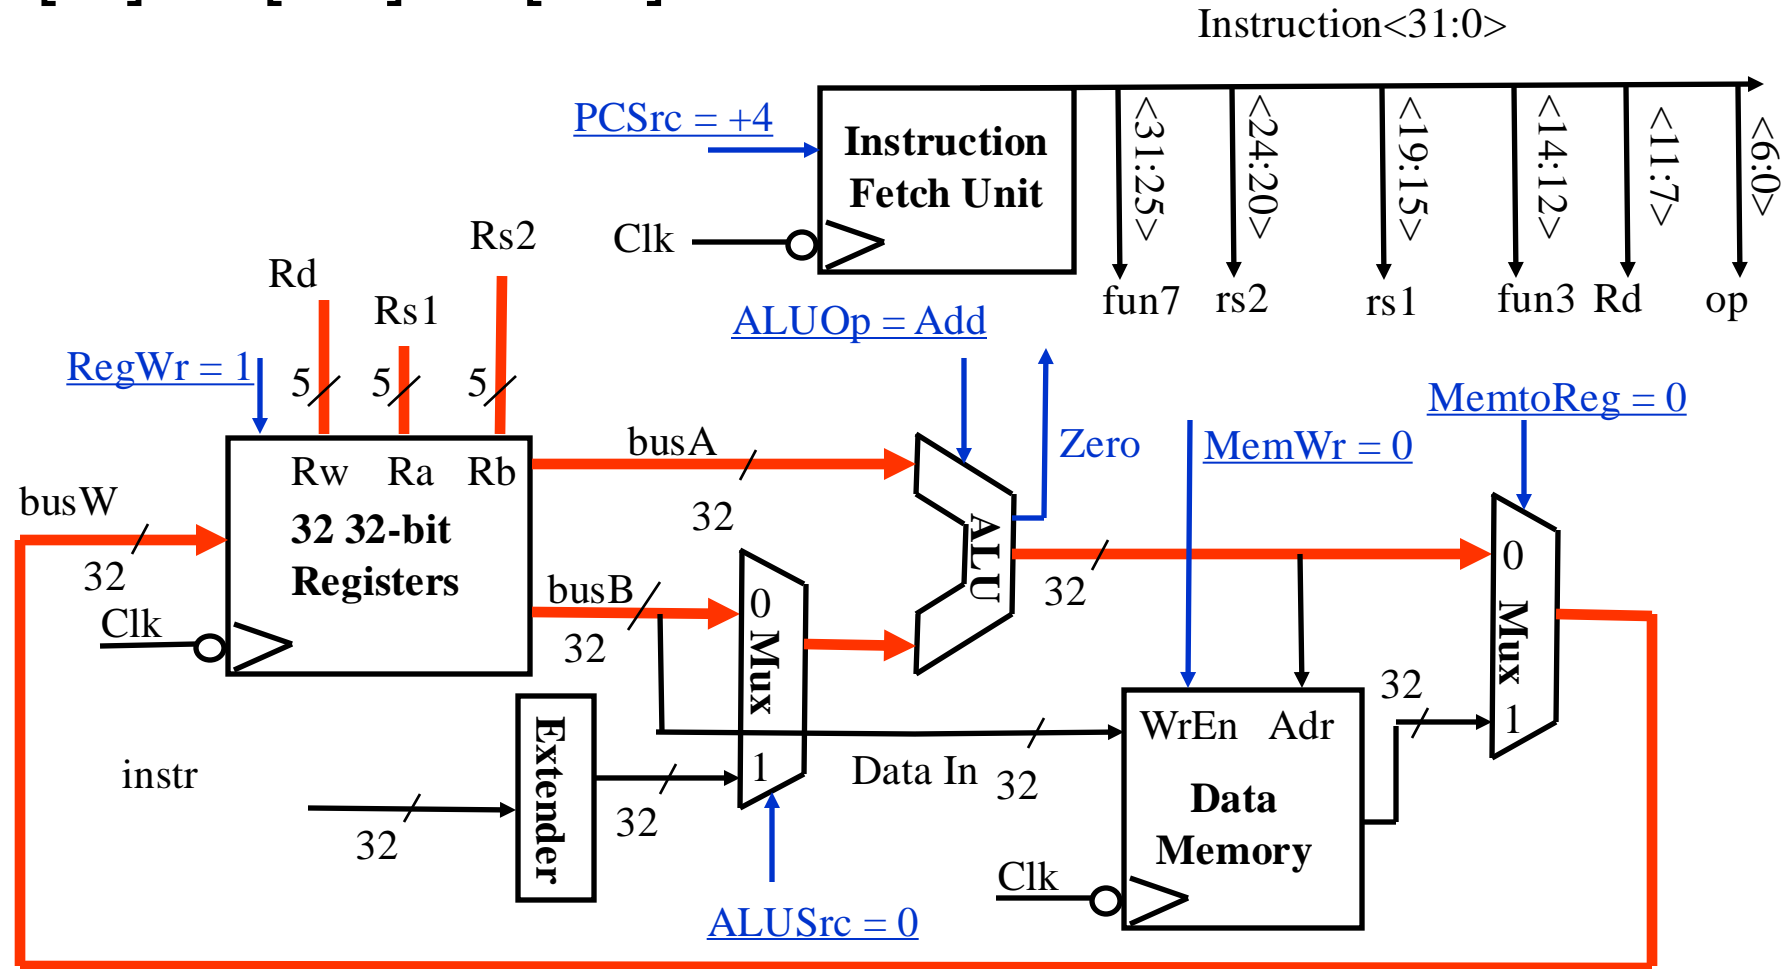 Instruction<31:0>
PCSrc = +4
Instruction
Fetch Unit
Clk
<31:25>
<24:20>
<19:15>
<14:12>
<11:7>
<6:0>
fun7
rs2
rs1
fun3
Rd
op
Rd
Rs1
Rs2
RegWr = 1
5
5
5
ALUOp = Add
MemtoReg = 0
Zero
MemWr = 0
busW
32
Rw
Ra
Rb
32 32-bit
Registers
Clk
busA
32
busB
32
0
Mux
1
ALU
32
0
Mux
1
instr
32
Extender
32
ALUSrc = 0
Data In
32
WrEn
Adr
Data
Memory
Clk
32